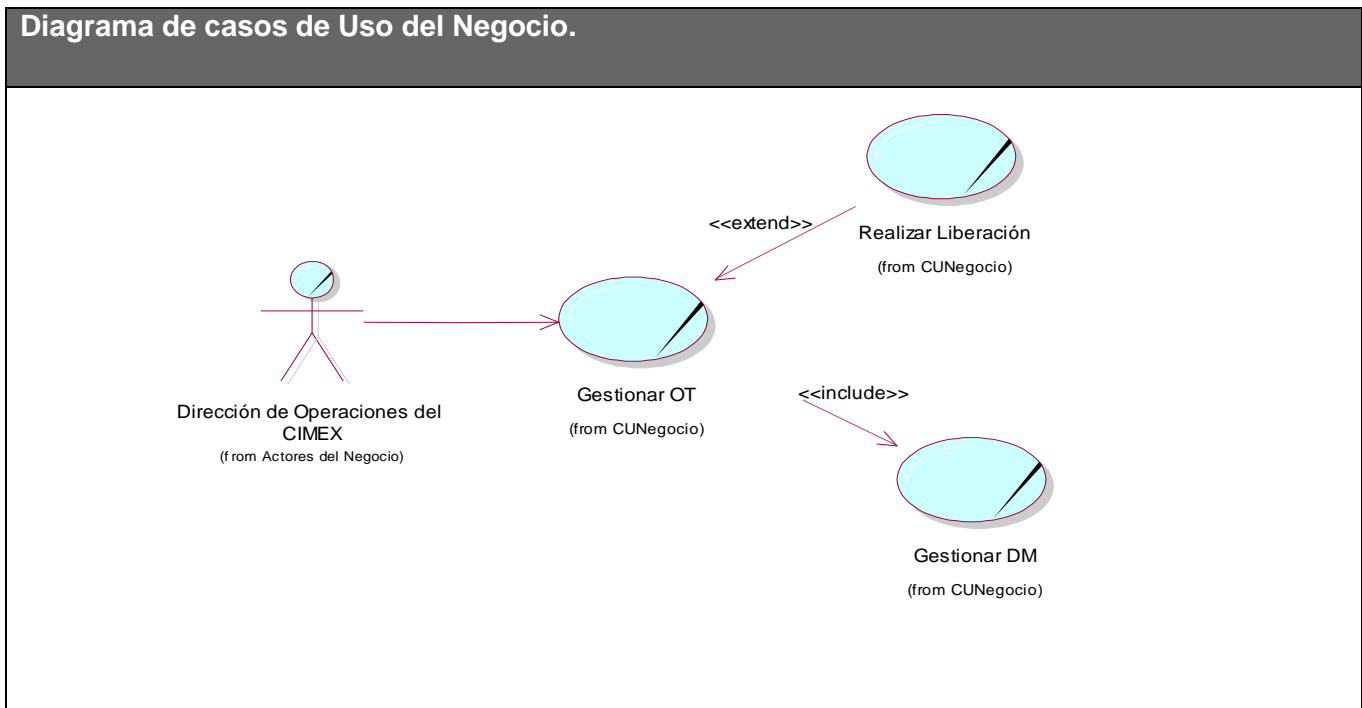 Diagrama de casos de Uso del Negocio.
<<extend>>
Realizar Liberación
(from CUNegocio)
Dirección de Operaciones del
CIMEX
(from Actores del Negocio)
Gestionar OT
(from CUNegocio)
<<include>>
Gestionar DM
(from CUNegocio)